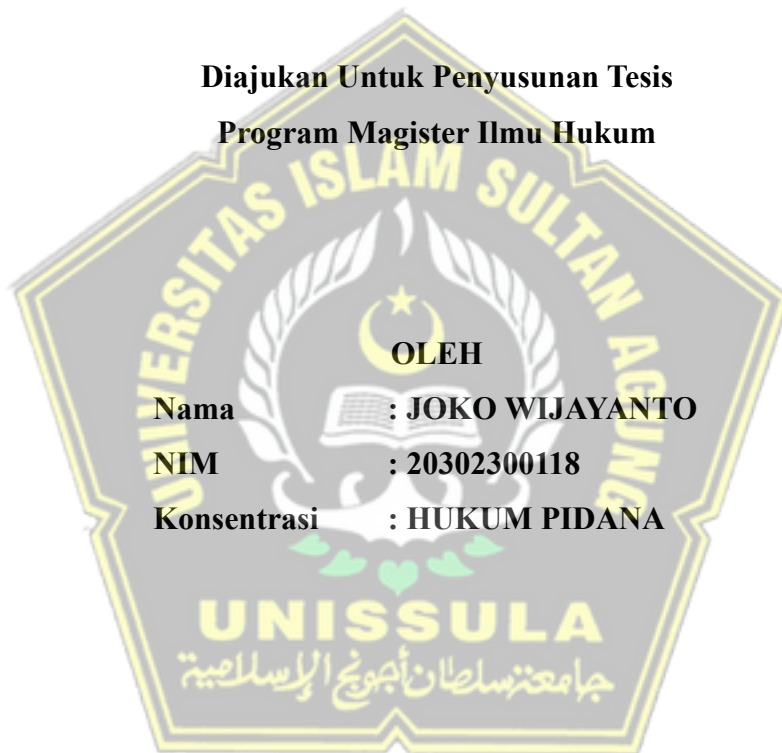 Diajukan Untuk Penyusunan Tesis
Program Magister Ilmu Hukum
UNIVERSITAS ISLAM SULTAN AGUNG
OLEH
Nama : JOKO WIJAYANTO
NIM : 20302300118
Konsentrasi : HUKUM PIDANA
UNISSULA
جامعة سلطان أجونج الإسلامية